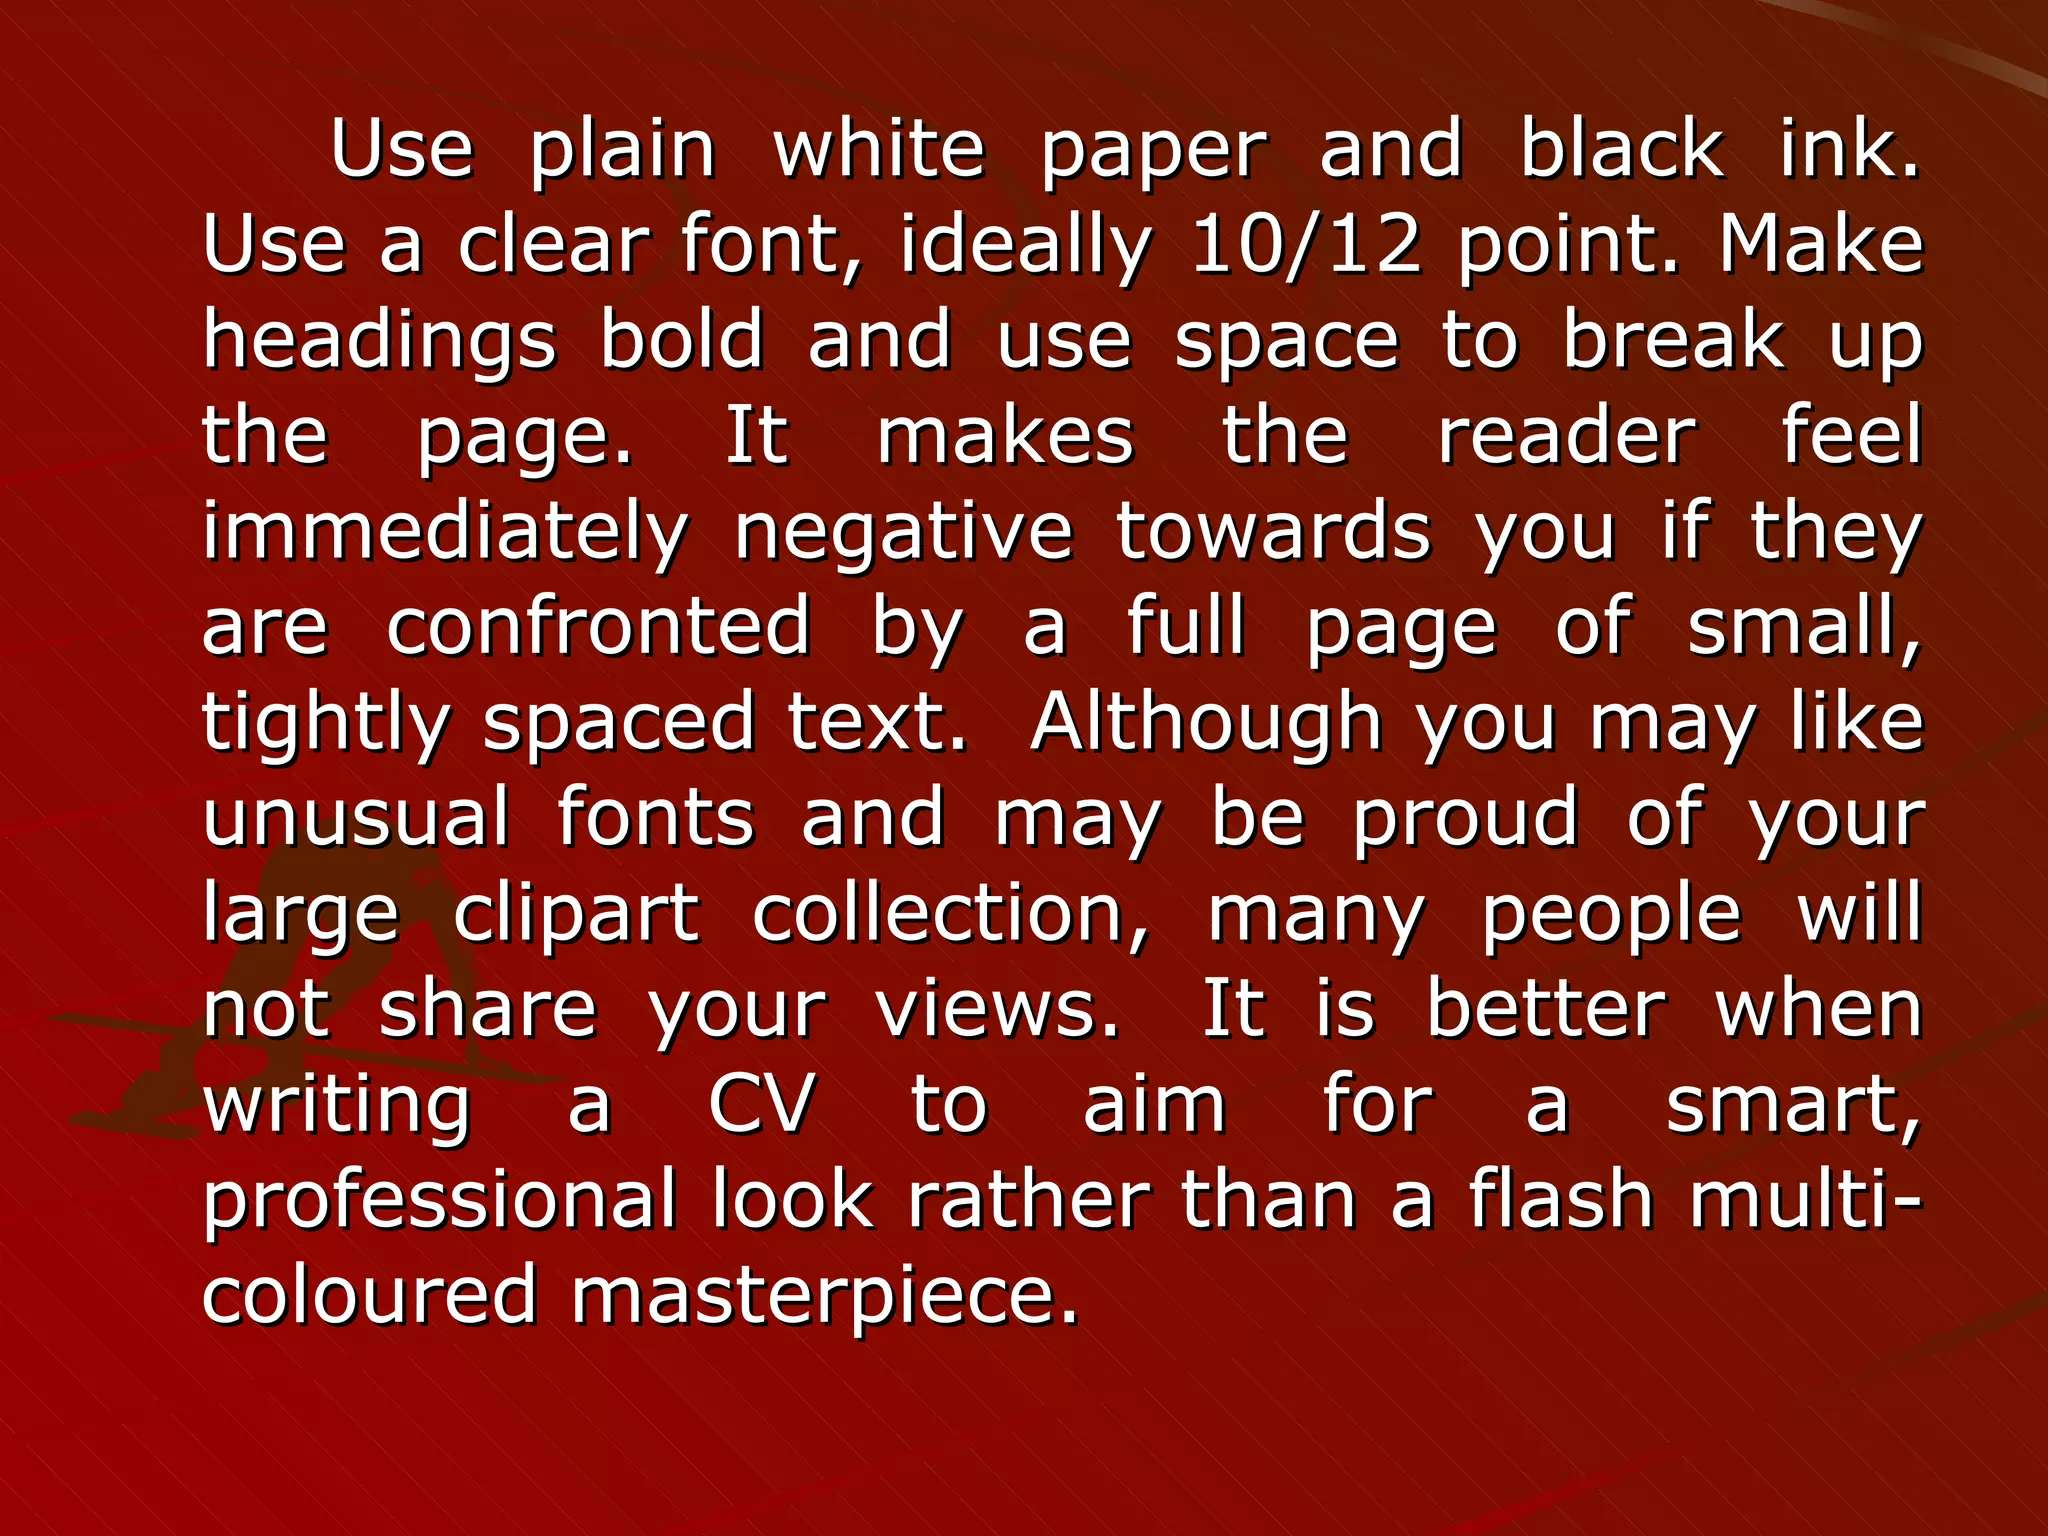 Use plain white paper and black ink.
Use a clear font, ideally 10/12 point. Make
headings bold and use space to break up
the page. It makes the reader feel
immediately negative towards you if they
are confronted by a full page of small,
tightly spaced text.  Although you may like
unusual fonts and may be proud of your
large clipart collection, many people will
not share your views.  It is better when
writing a CV to aim for a smart,
professional look rather than a flash multi-
coloured masterpiece.